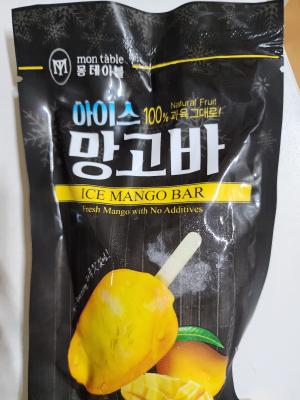 mon table
몽테이블
Natural Fruit
아이스 100% 과육 그대로!
망고바
ICE MANGO BAR
Fresh Mango with No Additives